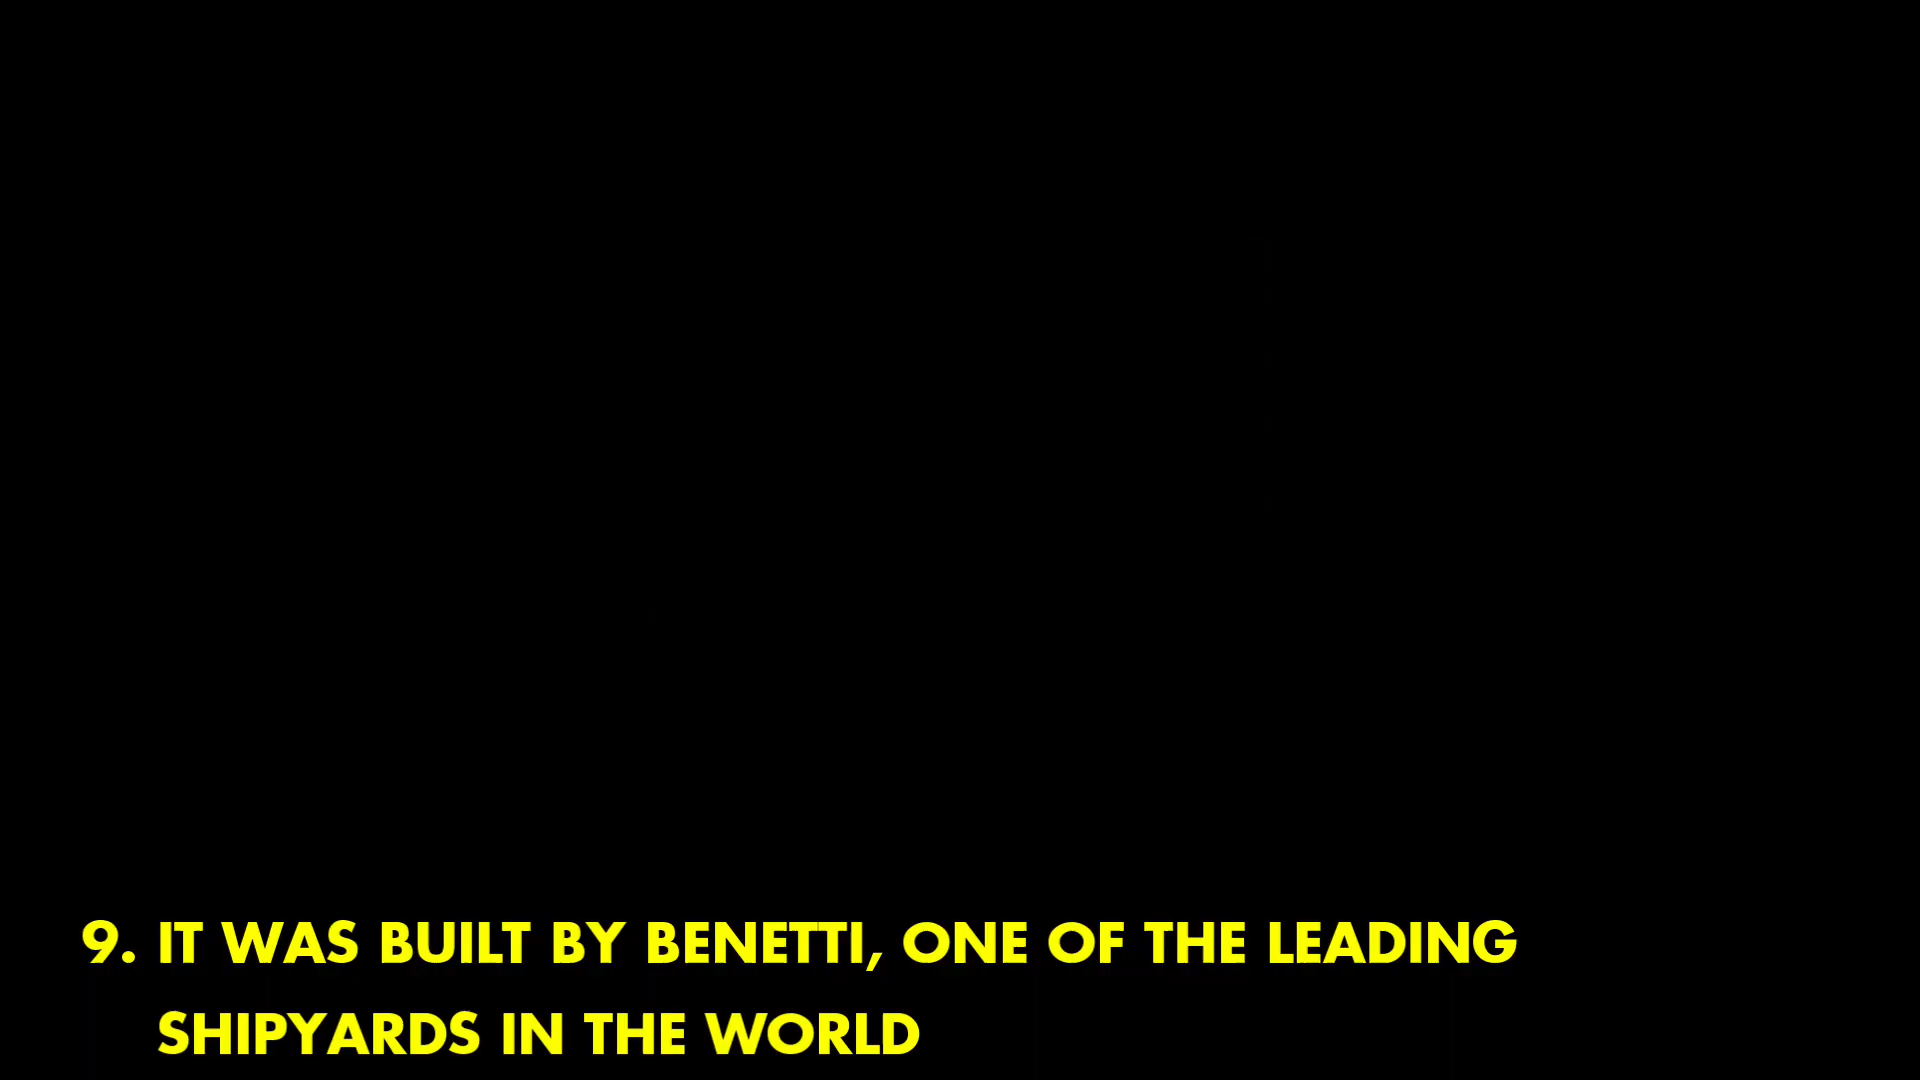 9. IT WAS BUILT BY BENETTI, ONE OF THE LEADING
SHIPYARDS IN THE WORLD